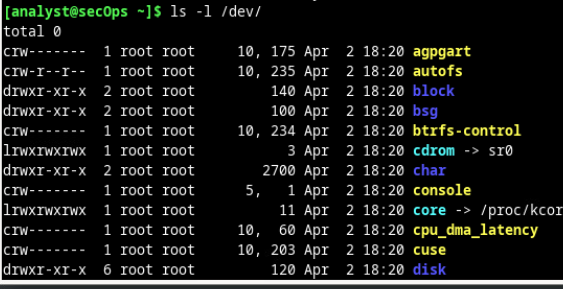 [analyst@secOps ~]$ ls -l /dev/
total 0
crw-------  1 root root     10, 175 Apr  2 18:20 agpgart
crw-r--r--  1 root root     10, 235 Apr  2 18:20 autofs
drwxr-xr-x  2 root root         140 Apr  2 18:20 block
drwxr-xr-x  2 root root         100 Apr  2 18:20 bsg
crw-------  1 root root     10, 234 Apr  2 18:20 btrfs-control
lrwxrwxrwx  1 root root           3 Apr  2 18:20 cdrom -> sr0
drwxr-xr-x  2 root root        2700 Apr  2 18:20 char
crw-------  1 root root      5,   1 Apr  2 18:20 console
lrwxrwxrwx  1 root root          11 Apr  2 18:20 core -> /proc/kcor
crw-------  1 root root     10,  60 Apr  2 18:20 cpu_dma_latency
crw-------  1 root root     10, 203 Apr  2 18:20 cuse
drwxr-xr-x  6 root root         120 Apr  2 18:20 disk